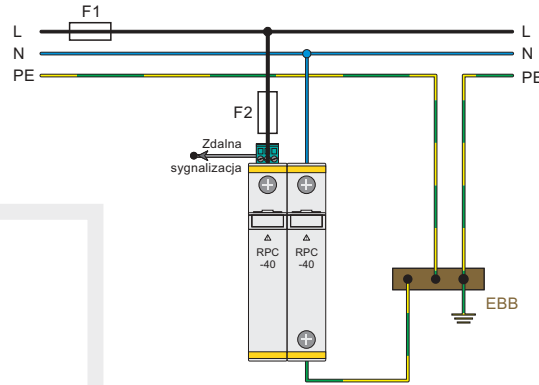 F1
L
L
N
N
PE
PE
F2
Zdalna
sygnalizacja
RPC
-40
RPC
-40
EBB